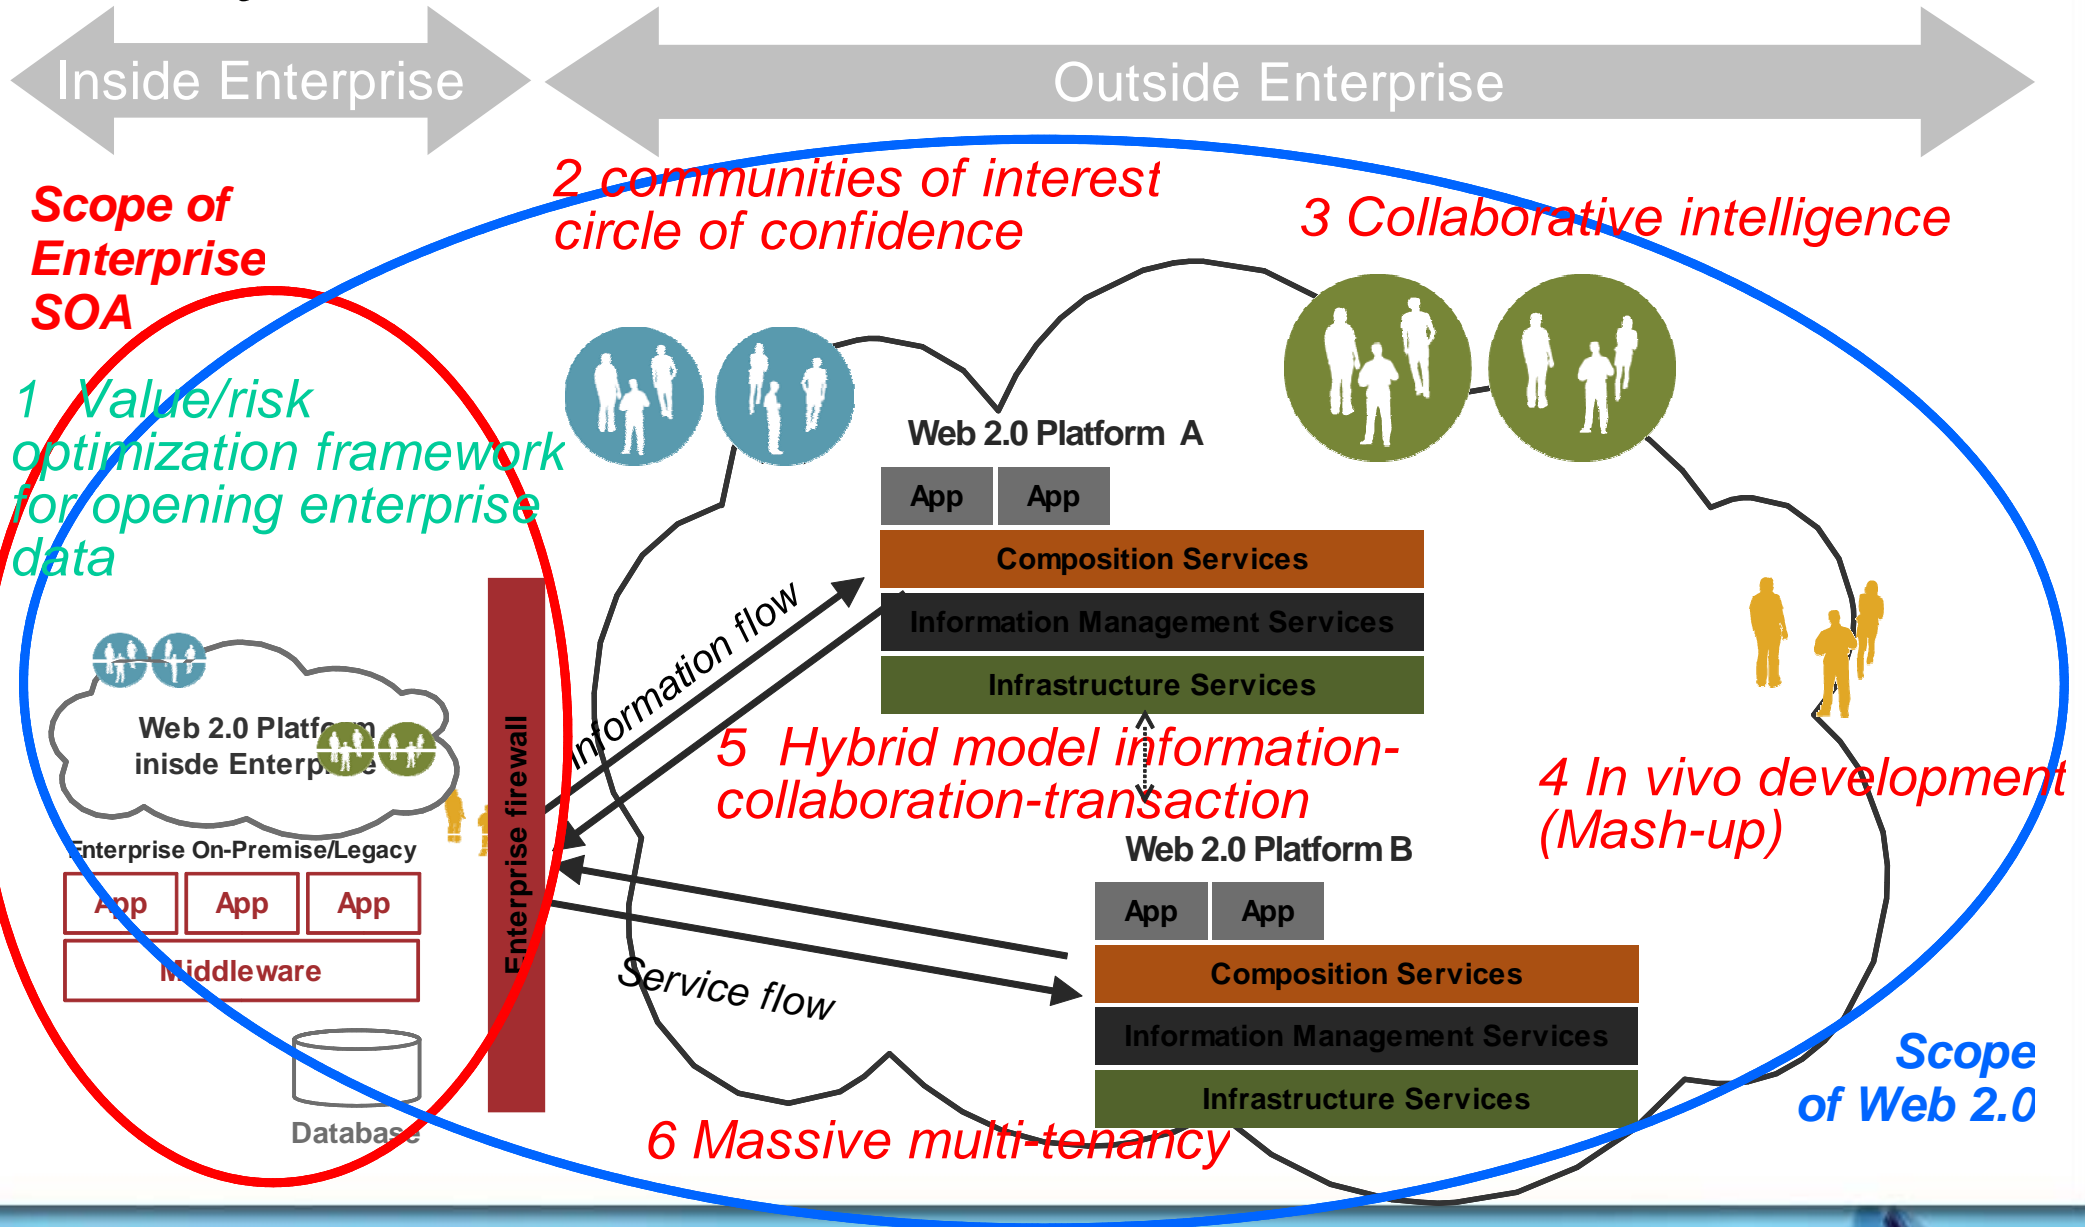 Inside Enterprise
Outside Enterprise
Scope of
Enterprise
SOA
2 communities of interest
circle of confidence
3 Collaborative intelligence
1 Value/risk
optimization framework
for opening enterprise
data
Web 2.0 Platform A
App App
Composition Services
Information Management Services
Infrastructure Services
Information flow
Web 2.0 Platform
inisde Enterprise
Enterprise firewall
5 Hybrid model information-
collaboration-transaction
4 In vivo development
(Mash-up)
Enterprise On-Premise/Legacy
App App App
Middleware
Database
Web 2.0 Platform B
App App
Composition Services
Information Management Services
Infrastructure Services
Service flow
6 Massive multi-tenancy
Scope
of Web 2.0